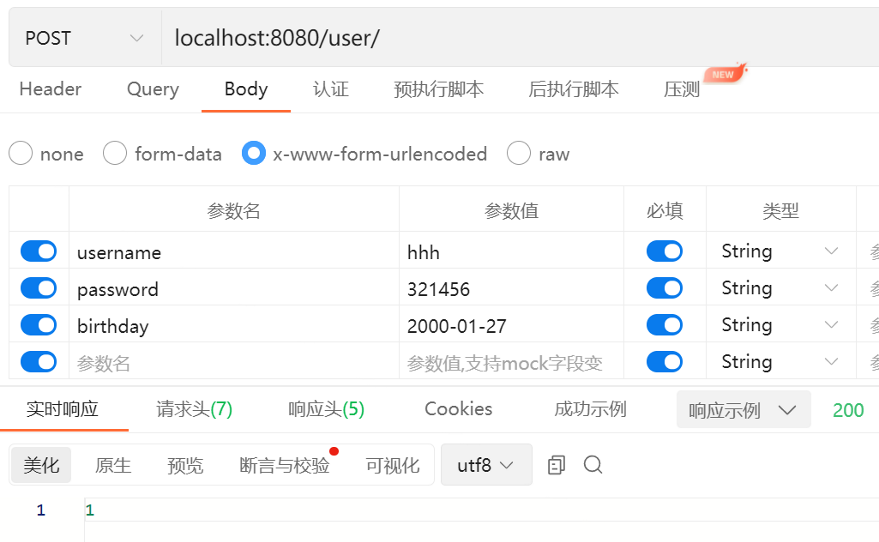 POST localhost:8080/user/
Header Query Body 认证 预执行脚本 后执行脚本 压测 NEW
none form-data x-www-form-urlencoded raw
参数名 参数值 必填 类型
username hhh String
password 321456 String
birthday 2000-01-27 String
参数名 参数值,支持mock字段变 String
实时响应 请求头(7) 响应头(5) Cookies 成功示例 响应示例 200
美化 原生 预览 断言与校验 可视化 utf8
1 1